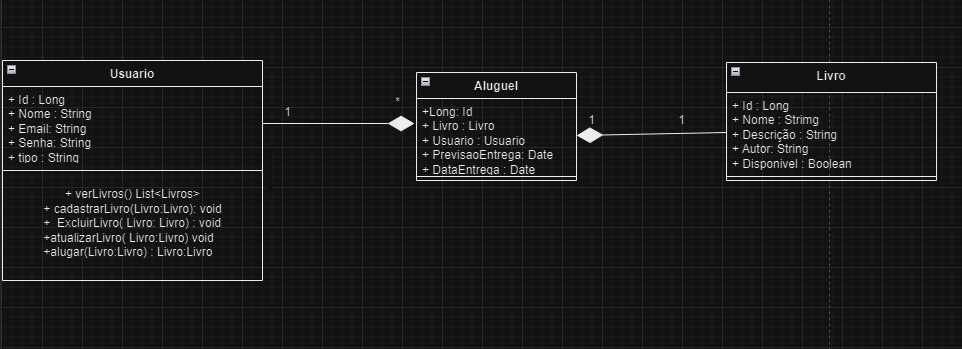 Usuario
+ Id : Long
+ Nome : String
+ Email: String
+ Senha: String
+ tipo : String
+ verLivros() List<Livros>
+ cadastrarLivro(Livro:Livro): void
+ ExcluirLivro( Livro: Livro) : void
+atualizarLivro( Livro:Livro) void
+alugar(Livro:Livro) : Livro:Livro
1
*
Aluguel
+Long: Id
+ Livro : Livro
+ Usuario : Usuario
+ PrevisaoEntrega: Date
+ DataEntrega : Date
1
1
Livro
+ Id : Long
+ Nome : Strimg
+ Descrição : String
+ Autor: String
+ Disponivel : Boolean